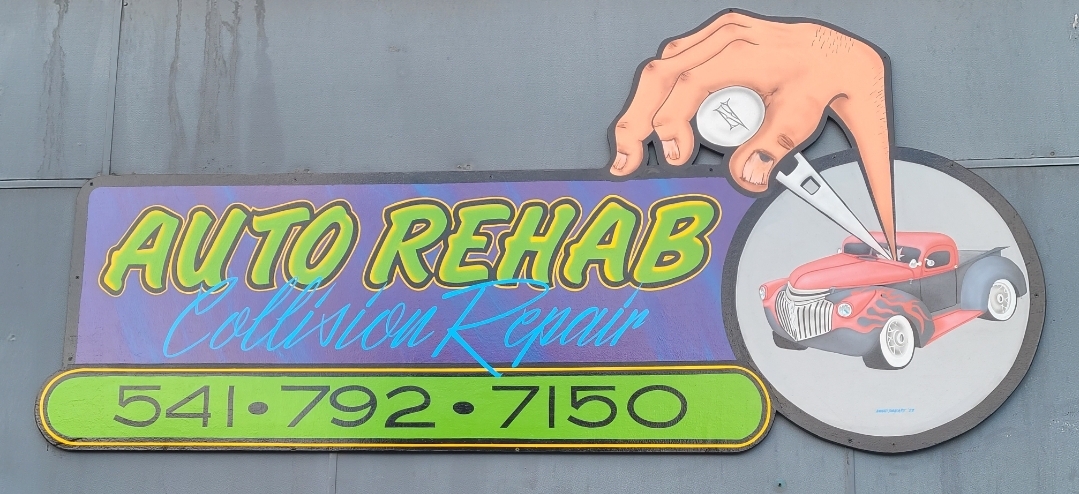 AUTO REHAB
Collision Repair
541·792·7150